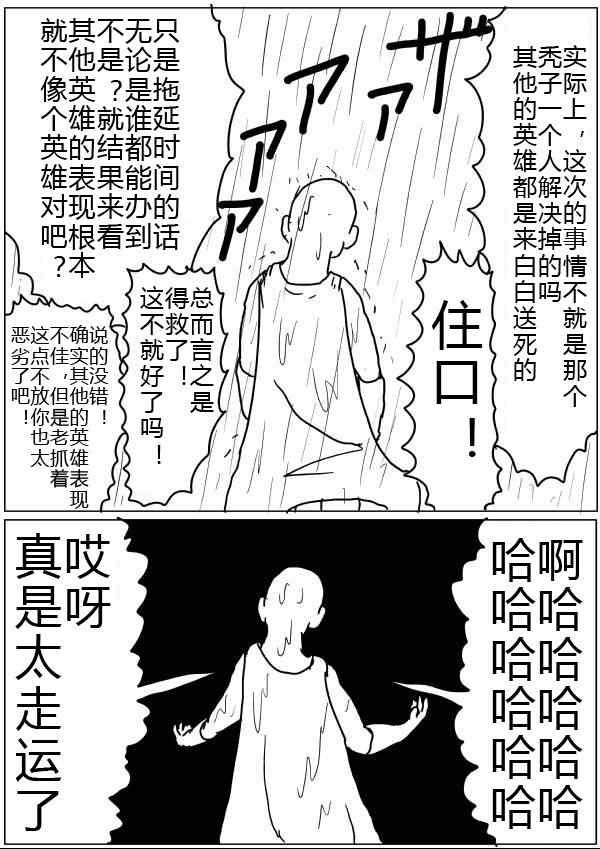 实际上,这次的事情不就是那个
秃子一个人解决掉的吗
其他的英雄都是来白白送死的
住口!
ザアアアア
只是拖延时间的话
无论是谁都能办到
不是?就结果来看
其他英雄的表现根本
就不像个英雄对吧?
总而言之是
得救了!
这不就好了吗!
说的没错!
确实其他的英雄表现
不佳,但是老抓着
这点不放你也太
恶劣了吧!
啊哈哈哈哈哈
哈哈哈哈哈哈
哎呀
真是太走运了